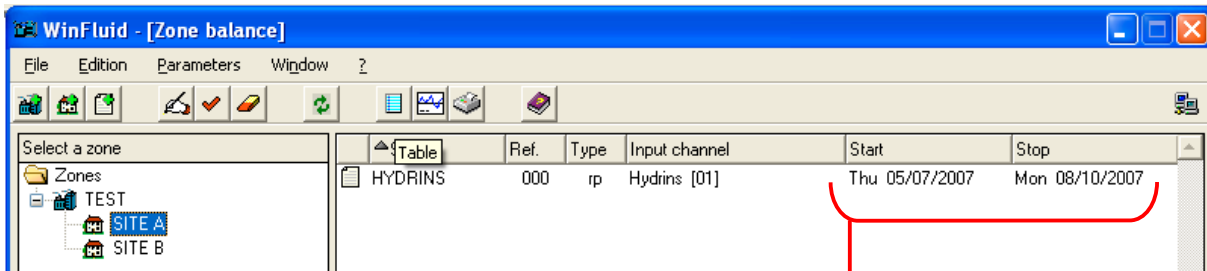 WinFluid - [Zone balance]
File Edition Parameters Window ?
Select a zone
Table Ref. Type Input channel Start Stop
Zones
HYDRINS 000 rp Hydrins [01] Thu 05/07/2007 Mon 08/10/2007
TEST
SITE A
SITE B